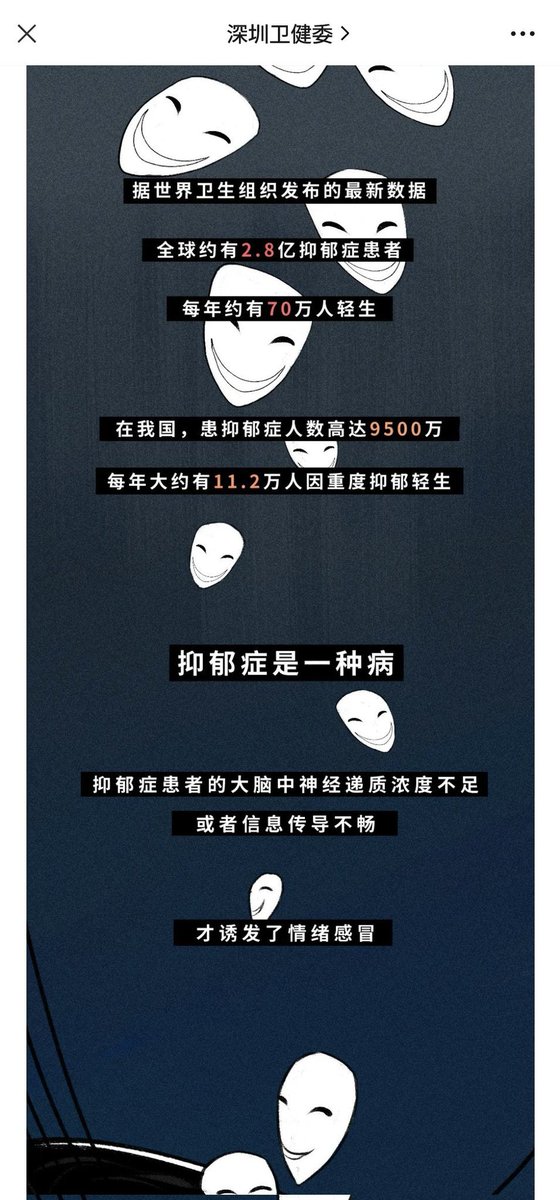 深圳卫健委
据世界卫生组织发布的最新数据
全球约有2.8亿抑郁症患者
每年约有70万人轻生
在我国，患抑郁症人数高达9500万
每年大约有11.2万人因重度抑郁轻生
抑郁症是一种病
抑郁症患者的大脑中神经递质浓度不足
或者信息传导不畅
才诱发了情绪感冒